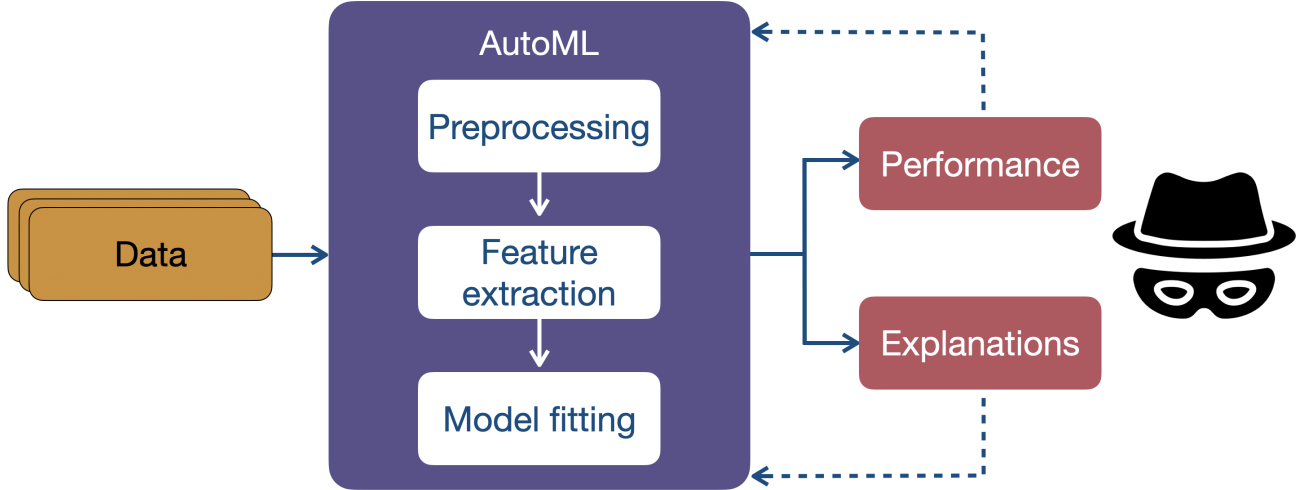 AutoML
Preprocessing
Feature
extraction
Model fitting
Data
Performance
Explanations